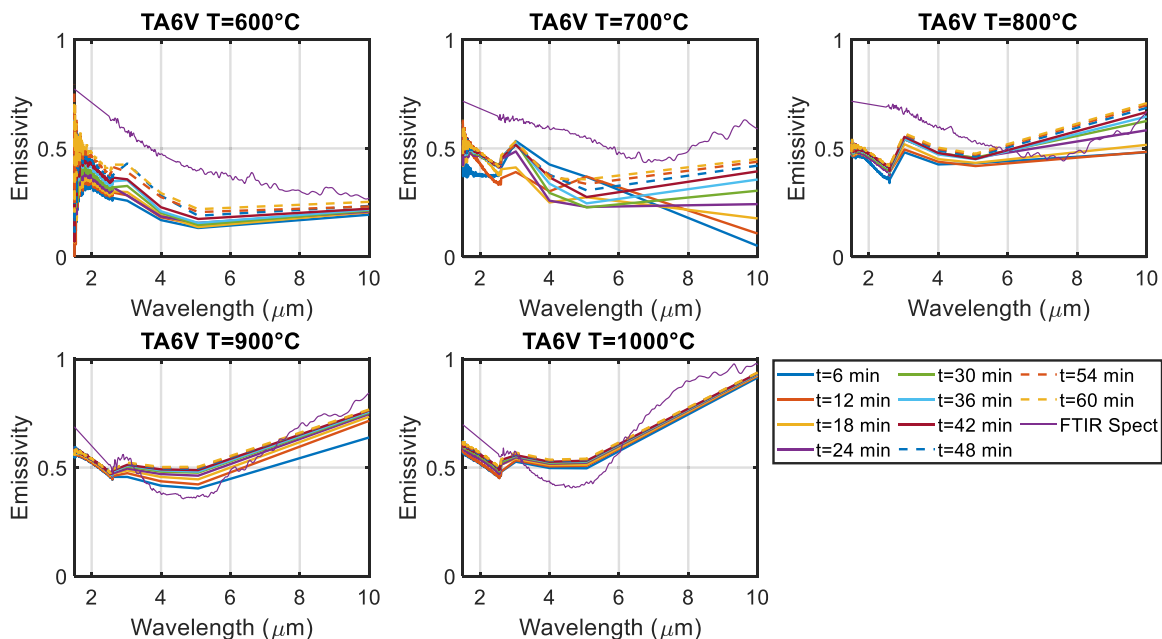 TA6V T=600°C
1
0.5
0
Emissivity
2 4 6 8 10
Wavelength (μm)
TA6V T=700°C
1
0.5
0
Emissivity
2 4 6 8 10
Wavelength (μm)
TA6V T=800°C
1
0.5
0
Emissivity
2 4 6 8 10
Wavelength (μm)
TA6V T=900°C
1
0.5
0
Emissivity
2 4 6 8 10
Wavelength (μm)
TA6V T=1000°C
1
0.5
0
Emissivity
2 4 6 8 10
Wavelength (μm)
t=6 min
t=12 min
t=18 min
t=24 min
t=30 min
t=36 min
t=42 min
t=48 min
t=54 min
t=60 min
FTIR Spect